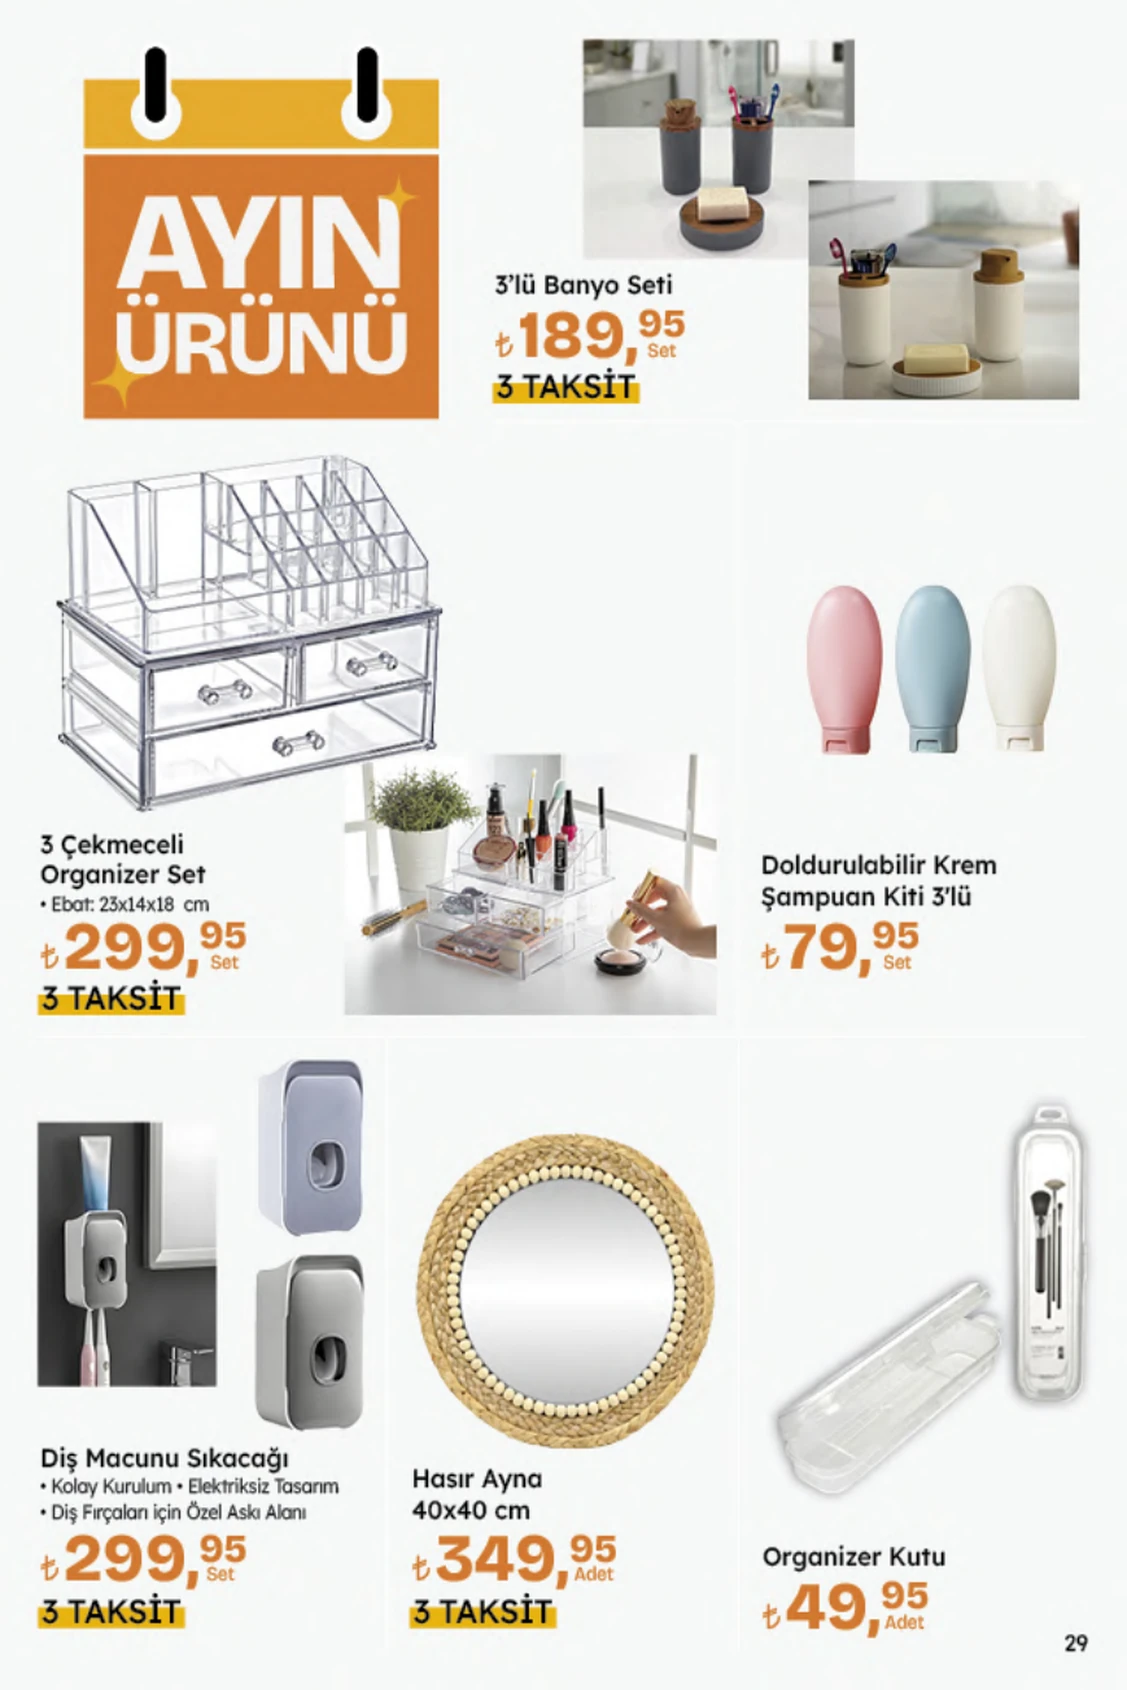 AYIN
ÜRÜNÜ
3'lü Banyo Seti
₺189,95
Set
3 TAKSİT
3 Çekmeceli
Organizer Set
• Ebat: 23x14x18 cm
₺299,95
Set
3 TAKSİT
Doldurulabilir Krem
Şampuan Kiti 3'lü
₺79,95
Set
Diş Macunu Sıkacağı
• Kolay Kurulum • Elektriksiz Tasarım
• Diş Fırçaları için Özel Askı Alanı
₺299,95
Set
3 TAKSİT
Hasır Ayna
40x40 cm
₺349,95
Adet
3 TAKSİT
Organizer Kutu
₺49,95
Adet
29